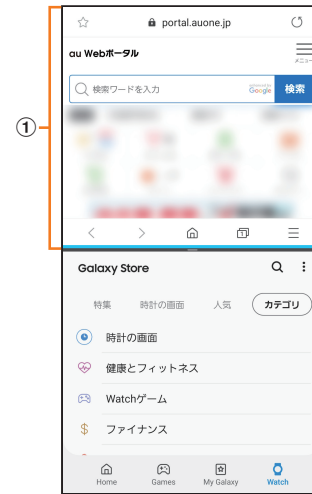 ①
portal.auone.jp
au Webポータル
メニュー
検索ワードを入力
Google
検索
1
Galaxy Store
特集 時計の画面 人気 カテゴリ
時計の画面
健康とフィットネス
Watchゲーム
$ ファイナンス
Home Games My Galaxy Watch